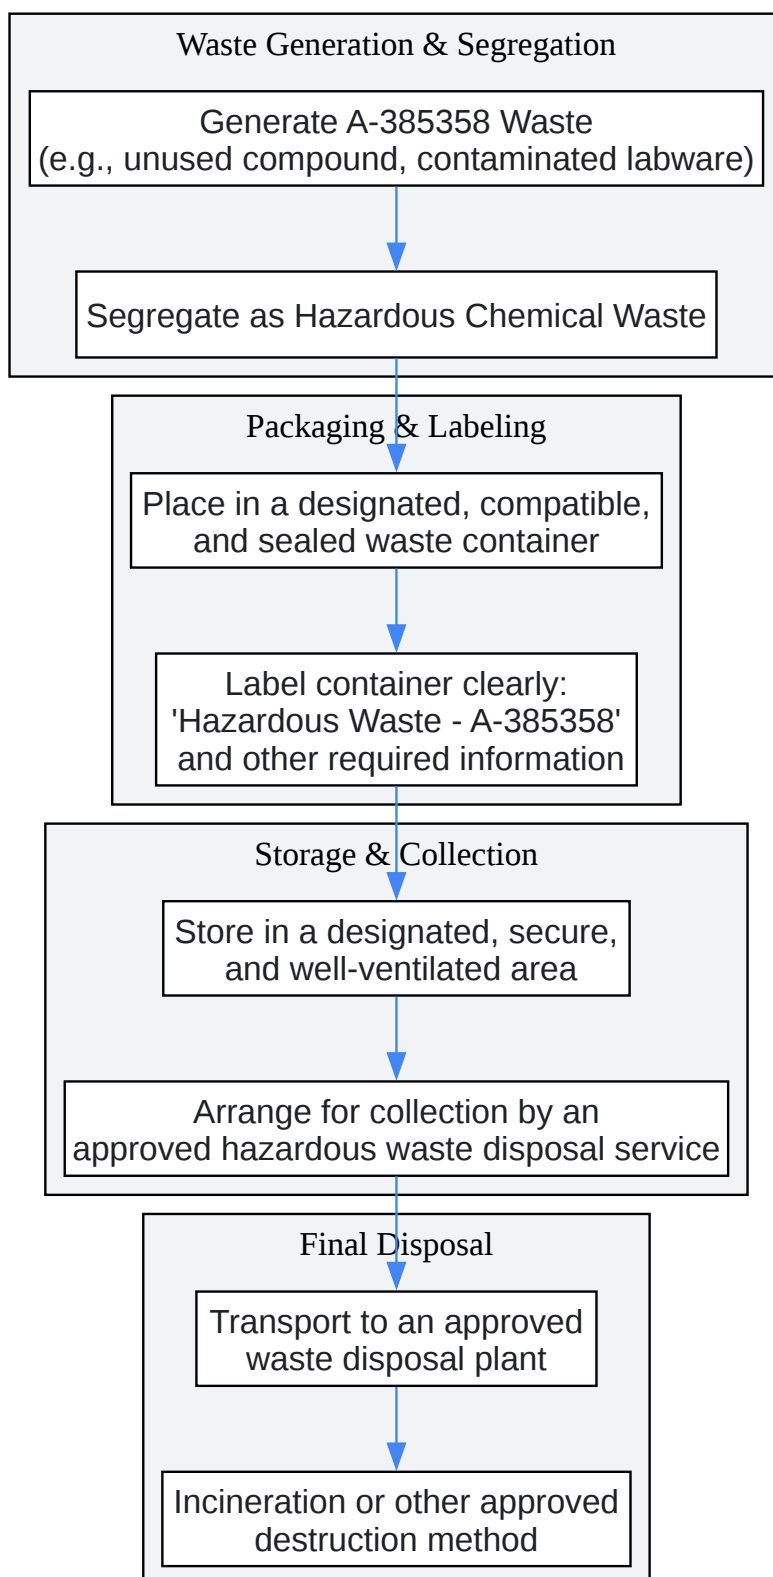 Waste Generation & Segregation
Generate A-385358 Waste
(e.g., unused compound, contaminated labware)
Segregate as Hazardous Chemical Waste
Packaging & Labeling
Place in a designated, compatible,
and sealed waste container
Label container clearly:
'Hazardous Waste - A-385358'
and other required information
Storage & Collection
Store in a designated, secure,
and well-ventilated area
Arrange for collection by an
approved hazardous waste disposal service
Final Disposal
Transport to an approved
waste disposal plant
Incineration or other approved
destruction method